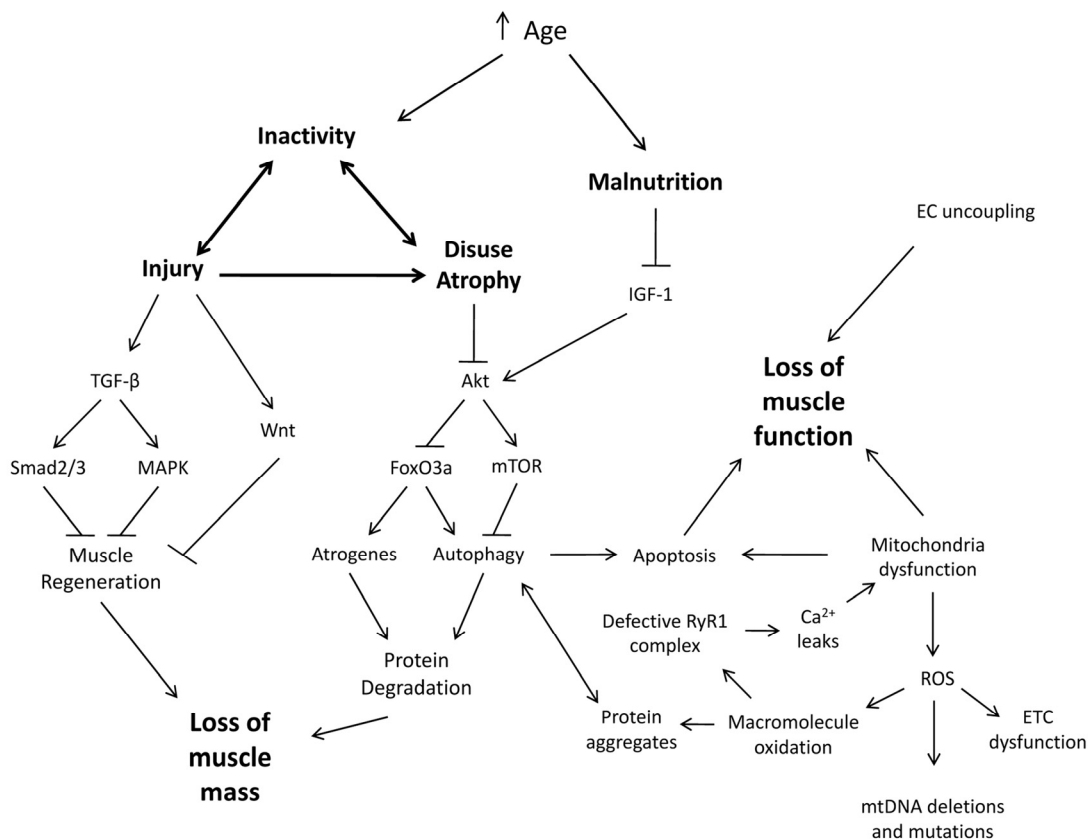 ↑ Age
Inactivity
Malnutrition
EC uncoupling
Injury
Disuse
Atrophy
IGF-1
TGF-β
Akt
Loss of
muscle
function
Wnt
Smad2/3
MAPK
FoxO3a
mTOR
Muscle
Regeneration
Atrogenes
Autophagy
Apoptosis
Mitochondria
dysfunction
Defective RyR1
complex
Ca²⁺
leaks
Protein
Degradation
ROS
Loss of
muscle
mass
Protein
aggregates
Macromolecule
oxidation
ETC
dysfunction
mtDNA deletions
and mutations